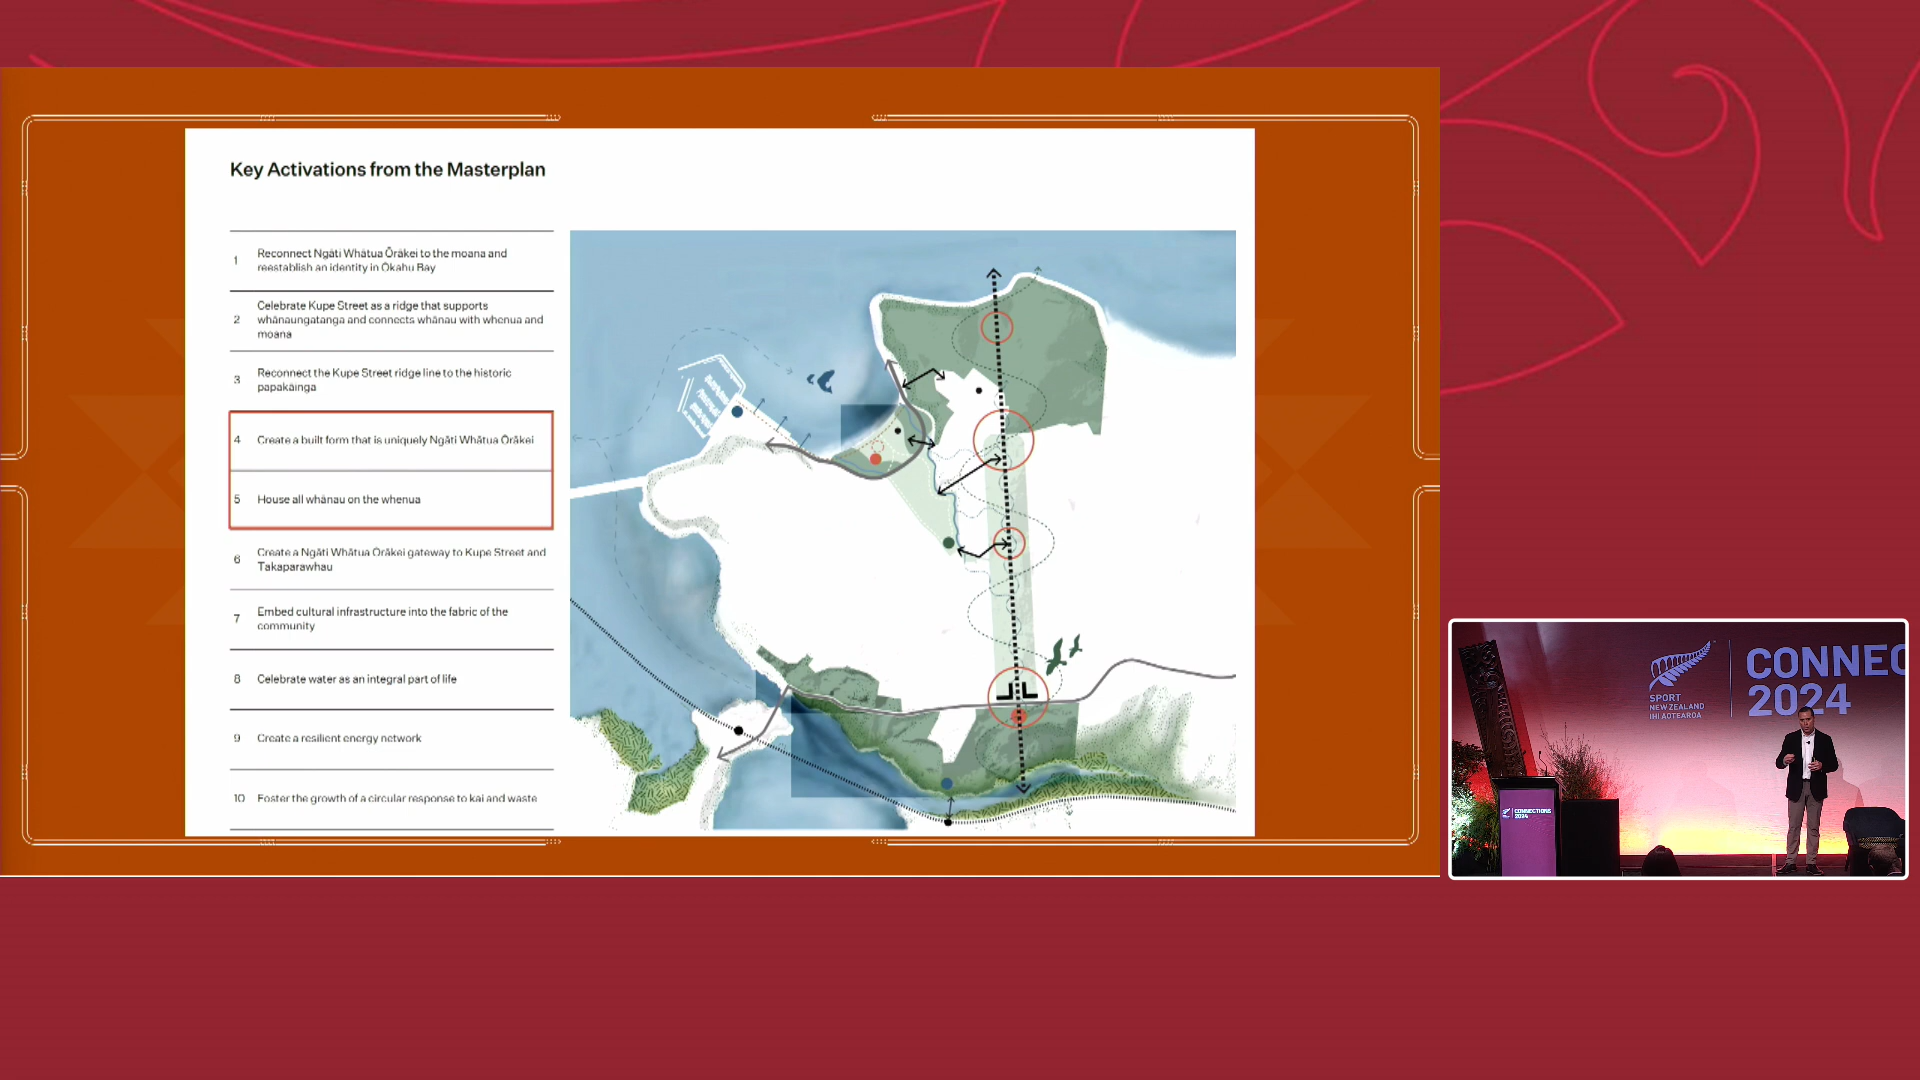 Key Activations from the Masterplan
1 Reconnect Ngāti Whātua Ōrākei to the moana and
reestablish an identity in Ōkahu Bay
2 Celebrate Kupe Street as a ridge that supports
whānaungatanga and connects whānau with whenua and
moana
3 Reconnect the Kupe Street ridge line to the historic
papakāinga
4 Create a built form that is uniquely Ngāti Whātua Ōrākei
5 House all whānau on the whenua
6 Create a Ngāti Whātua Ōrākei gateway to Kupe Street and
Takaparawhau
7 Embed cultural infrastructure into the fabric of the
community
8 Celebrate water as an integral part of life
9 Create a resilient energy network
10 Foster the growth of a circular response to kai and waste
SPORT
NEW ZEALAND
IHI AOTEAROA
CONNEC
2024
CONNECTIONS
2024